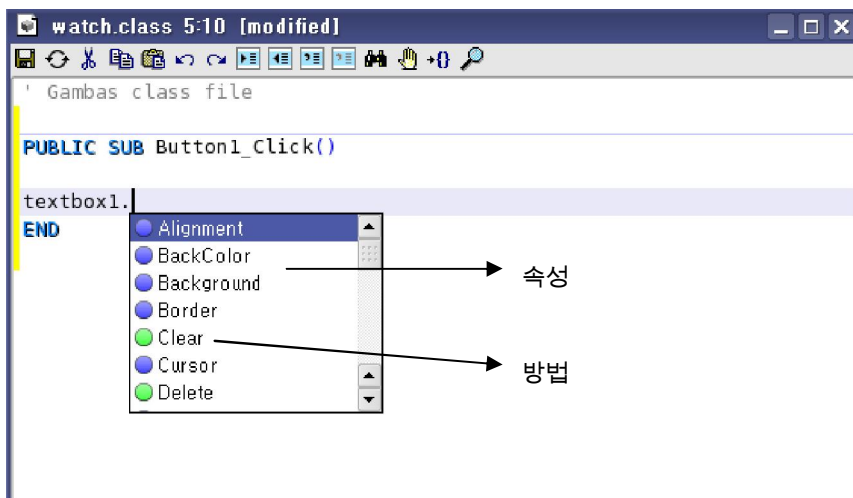 watch.class 5:10 [modified]
' Gambas class file
PUBLIC SUB Button1_Click()
textbox1.
END
Alignment
BackColor
Background
Border
Clear
Cursor
Delete
속성
방법